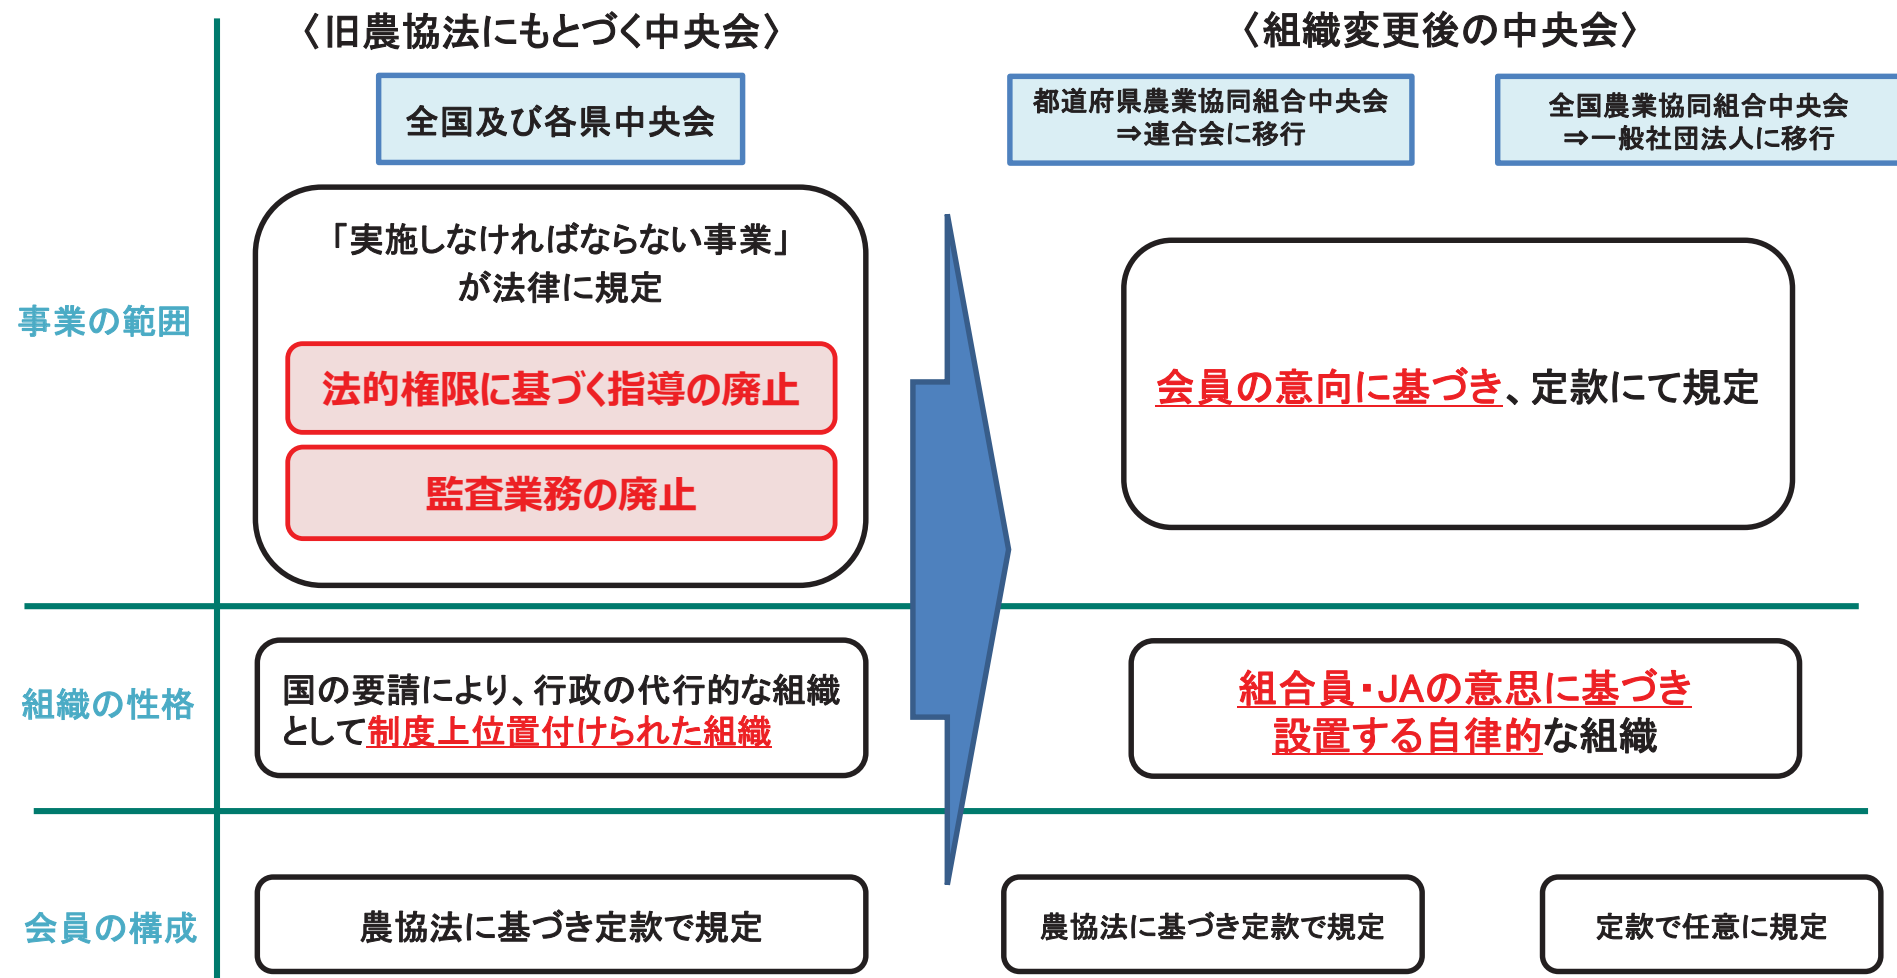 〈旧農協法にもとづく中央会〉
〈組織変更後の中央会〉
全国及び各県中央会
都道府県農業協同組合中央会
⇒連合会に移行
全国農業協同組合中央会
⇒一般社団法人に移行
事業の範囲
「実施しなければならない事業」
が法律に規定
法的権限に基づく指導の廃止
監査業務の廃止
会員の意向に基づき、定款にて規定
組織の性格
国の要請により、行政の代行的な組織
として制度上位置付けられた組織
組合員・JAの意思に基づき
設置する自律的な組織
会員の構成
農協法に基づき定款で規定
農協法に基づき定款で規定
定款で任意に規定